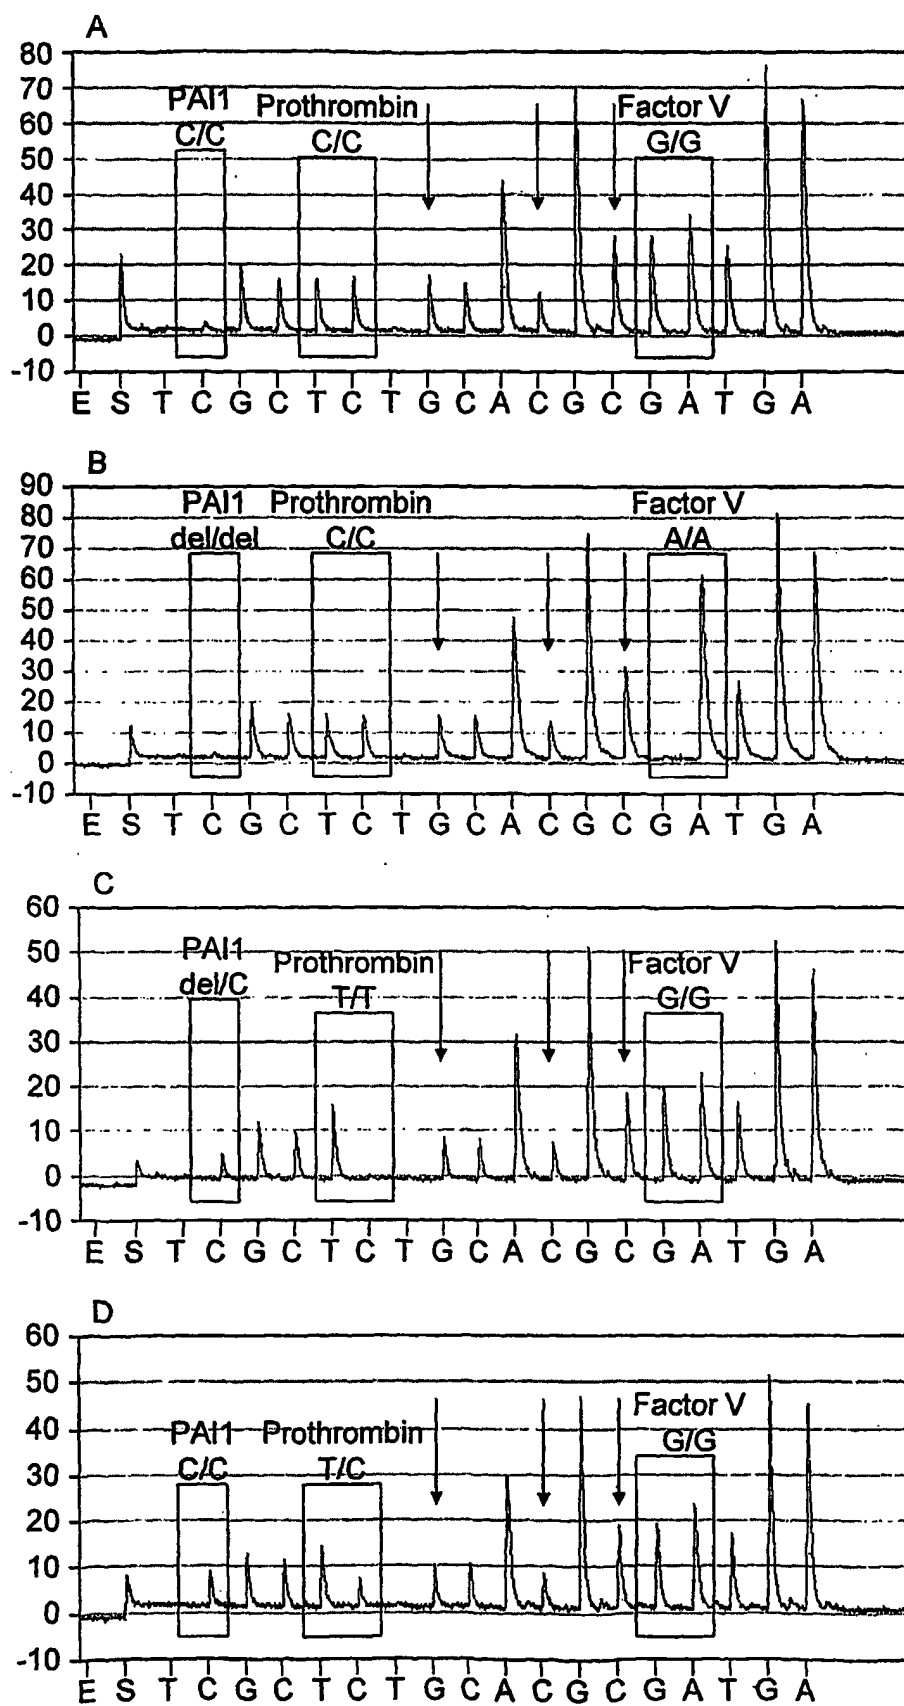 A
80
70
60
50
40
30
20
10
0
-10
PAI1
C/C
Prothrombin
C/C
Factor V
G/G
E S T C G C T C T G C A C G C G A T G A
B
90
80
70
60
50
40
30
20
10
0
-10
PAI1
del/del
Prothrombin
C/C
Factor V
A/A
E S T C G C T C T G C A C G C G A T G A
C
60
50
40
30
20
10
0
-10
PAI1
del/C
Prothrombin
T/T
Factor V
G/G
E S T C G C T C T G C A C G C G A T G A
D
60
50
40
30
20
10
0
-10
PAI1
C/C
Prothrombin
T/C
Factor V
G/G
E S T C G C T C T G C A C G C G A T G A